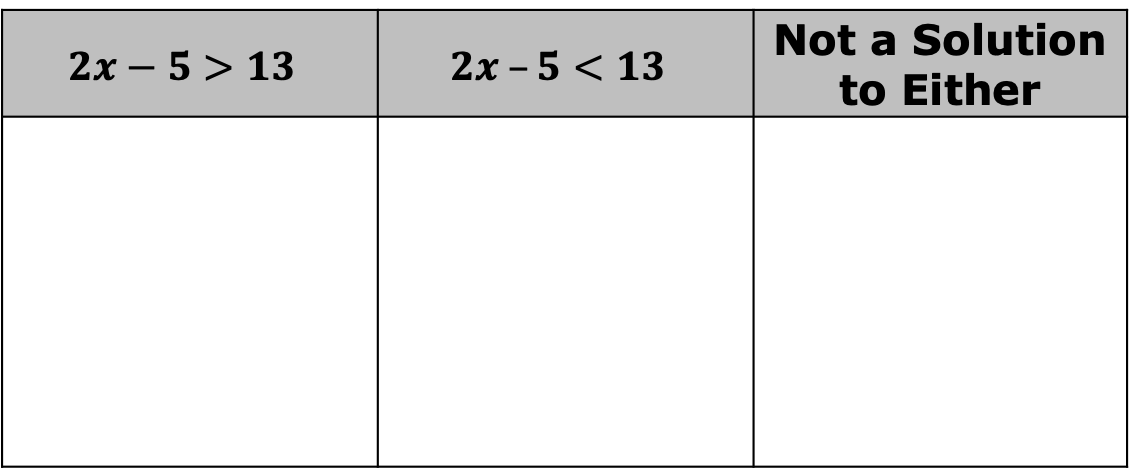 2x − 5 > 13
2x – 5 < 13
Not a Solution
to Either